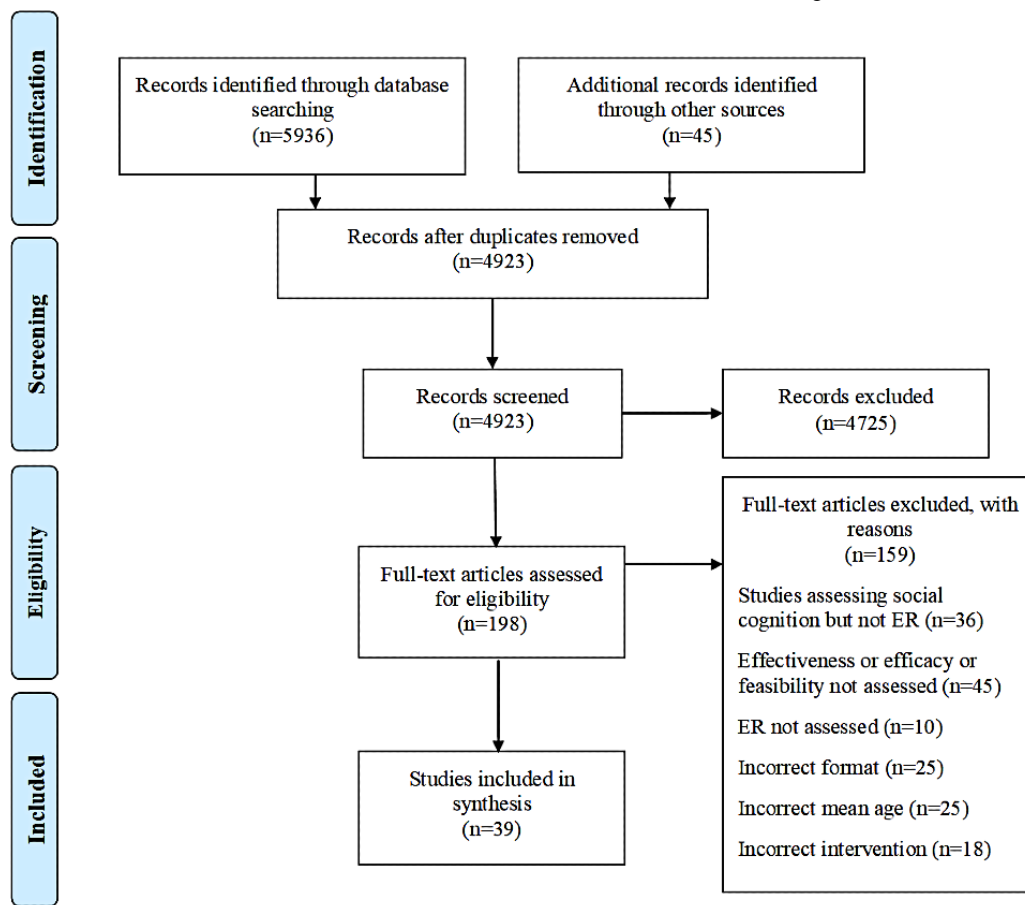 Identification
Records identified through database
searching
(n=5936)
Additional records identified
through other sources
(n=45)
Records after duplicates removed
(n=4923)
Screening
Records screened
(n=4923)
Records excluded
(n=4725)
Eligibility
Full-text articles assessed
for eligibility
(n=198)
Full-text articles excluded, with
reasons
(n=159)
Studies assessing social
cognition but not ER (n=36)
Effectiveness or efficacy or
feasibility not assessed (n=45)
ER not assessed (n=10)
Incorrect format (n=25)
Incorrect mean age (n=25)
Incorrect intervention (n=18)
Included
Studies included in
synthesis
(n=39)